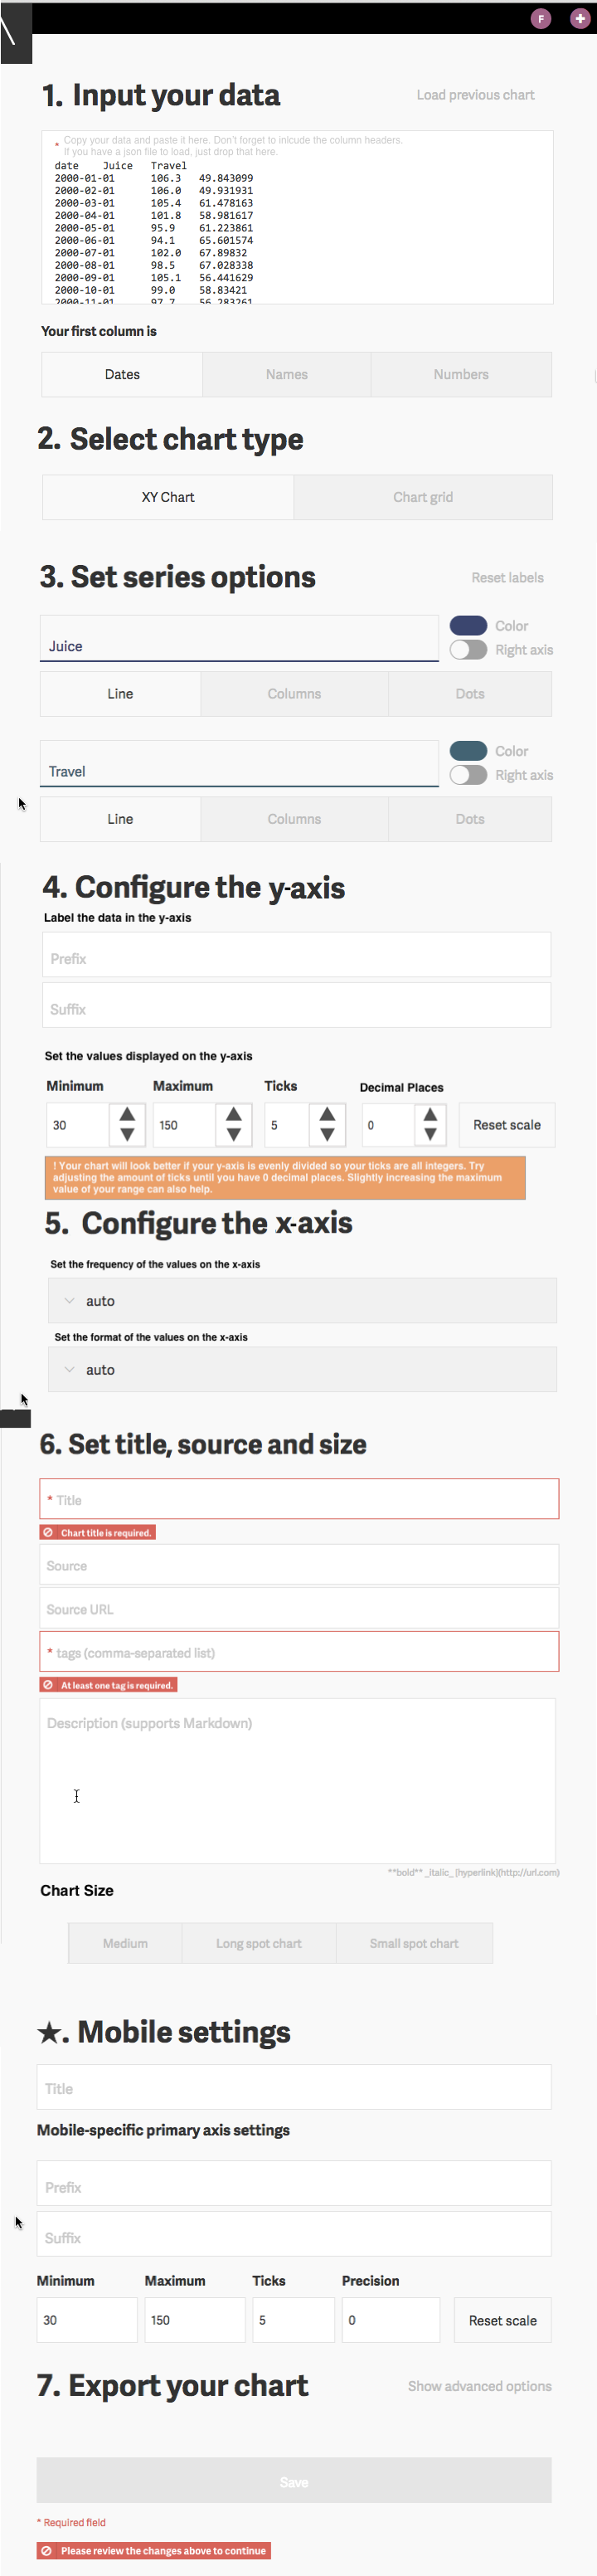 F
1. Input your data
Load previous chart
* Copy your data and paste it here. Don't forget to inlcude the column headers.
If you have a json file to load, just drop that here.
date Juice Travel
2000-01-01 106.3 49.843099
2000-02-01 106.0 49.931931
2000-03-01 105.4 61.478163
2000-04-01 101.8 58.981617
2000-05-01 95.9 61.223861
2000-06-01 94.1 65.601574
2000-07-01 102.0 67.89832
2000-08-01 98.5 67.028338
2000-09-01 105.1 56.441629
2000-10-01 99.0 58.83421
2000-11-01 97.7 56.283261
Your first column is
Dates Names Numbers
2. Select chart type
XY Chart Chart grid
3. Set series options
Reset labels
Juice
Color
Right axis
Line Columns Dots
Travel
Color
Right axis
Line Columns Dots
4. Configure the y-axis
Label the data in the y-axis
Prefix
Suffix
Set the values displayed on the y-axis
Minimum Maximum Ticks Decimal Places
30 150 5 0 Reset scale
! Your chart will look better if your y-axis is evenly divided so your ticks are all integers. Try
adjusting the amount of ticks until you have 0 decimal places. Slightly increasing the maximum
value of your range can also help.
5. Configure the x-axis
Set the frequency of the values on the x-axis
auto
Set the format of the values on the x-axis
auto
6. Set title, source and size
* Title
Chart title is required.
Source
Source URL
* tags (comma-separated list)
At least one tag is required.
Description (supports Markdown)
**bold** _italic_ [hyperlink](http://url.com)
Chart Size
Medium Long spot chart Small spot chart
★. Mobile settings
Title
Mobile-specific primary axis settings
Prefix
Suffix
Minimum Maximum Ticks Precision
30 150 5 0 Reset scale
7. Export your chart
Show advanced options
Save
* Required field
Please review the changes above to continue